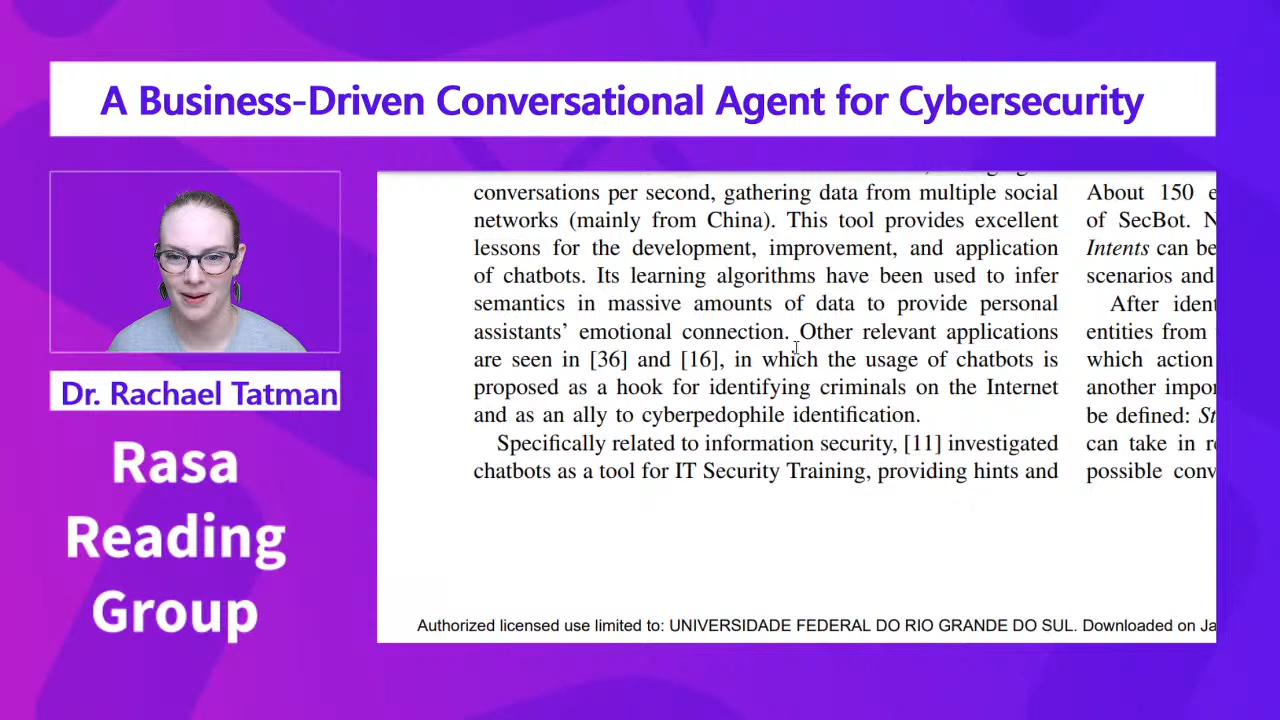 A Business-Driven Conversational Agent for Cybersecurity
Dr. Rachael Tatman
Rasa
Reading
Group
conversations per second, gathering data from multiple social
networks (mainly from China). This tool provides excellent
lessons for the development, improvement, and application
of chatbots. Its learning algorithms have been used to infer
semantics in massive amounts of data to provide personal
assistants’ emotional connection. Other relevant applications
are seen in [36] and [16], in which the usage of chatbots is
proposed as a hook for identifying criminals on the Internet
and as an ally to cyberpedophile identification.
Specifically related to information security, [11] investigated
chatbots as a tool for IT Security Training, providing hints and
About 150
of SecBot.
Intents can be
scenarios and
After
entities from
which action
another
be defined:
can take in
possible
Authorized licensed use limited to: UNIVERSIDADE FEDERAL DO RIO GRANDE DO SUL. Downloaded on